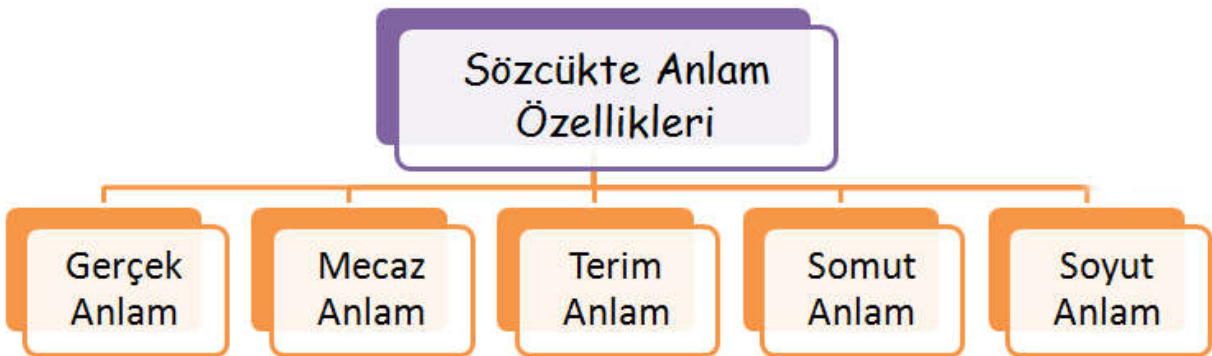 Sözcükte Anlam
Özellikleri
Gerçek
Anlam
Mecaz
Anlam
Terim
Anlam
Somut
Anlam
Soyut
Anlam